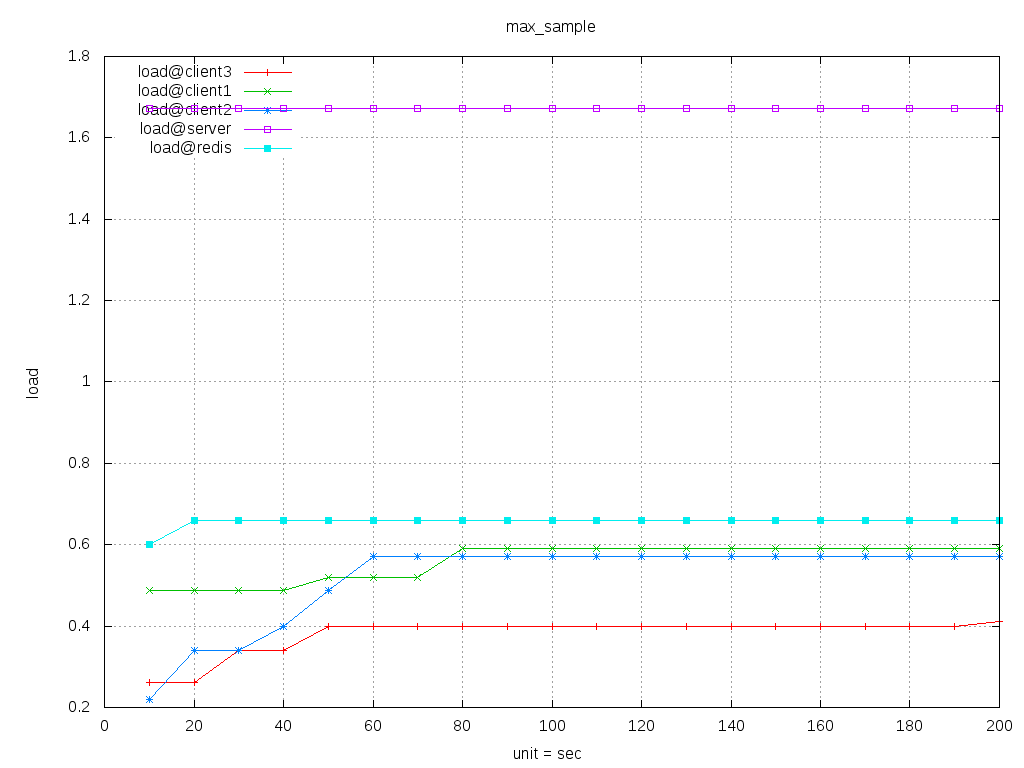 max_sample
1.8
load@client3
load@client1
load@client2
load@server
load@redis
1.6
1.4
1.2
1
load
0.8
0.6
0.4
0.2
0 20 40 60 80 100 120 140 160 180 200
unit = sec